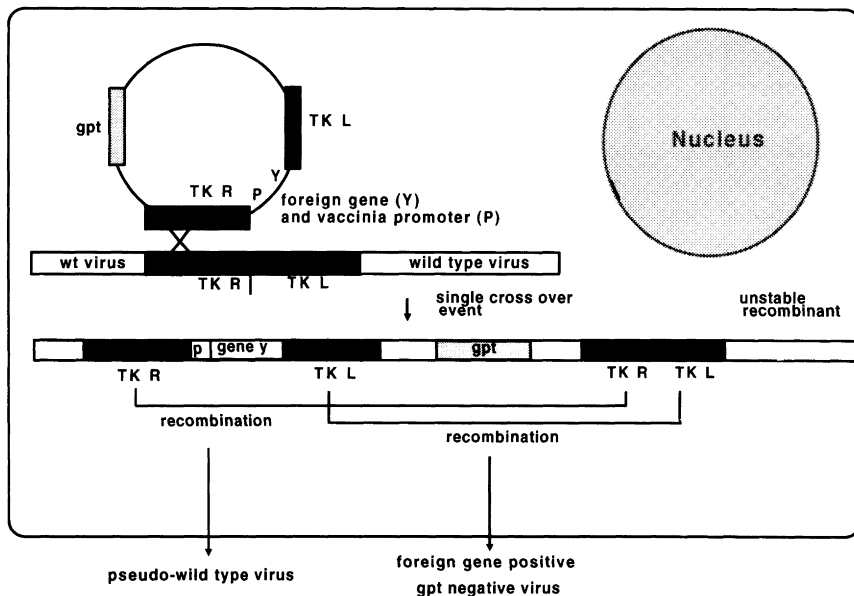 gpt
TK L
Nucleus
Y
TK R
P
foreign gene (Y)
and vaccinia promoter (P)
wt virus
wild type virus
TK R
TK L
single cross over
event
unstable
recombinant
p
gene y
gpt
TK R
TK L
TK R
TK L
recombination
recombination
pseudo-wild type virus
foreign gene positive
gpt negative virus